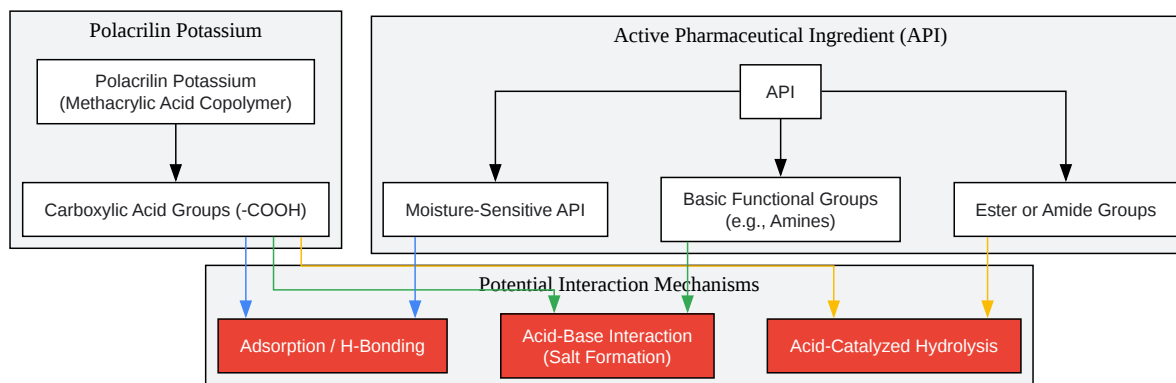 Polacrilin Potassium
Polacrilin Potassium
(Methacrylic Acid Copolymer)
Carboxylic Acid Groups (-COOH)
Active Pharmaceutical Ingredient (API)
API
Moisture-Sensitive API
Basic Functional Groups
(e.g., Amines)
Ester or Amide Groups
Potential Interaction Mechanisms
Adsorption / H-Bonding
Acid-Base Interaction
(Salt Formation)
Acid-Catalyzed Hydrolysis